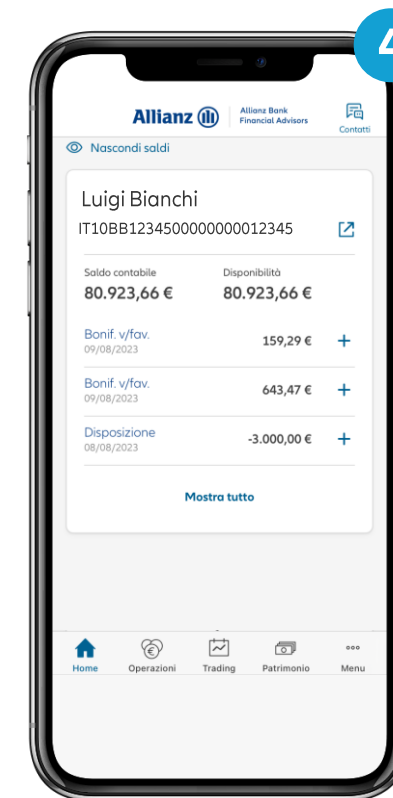 4
Allianz
Allianz Bank
Financial Advisors
Contatti
Nascondi saldi
Luigi Bianchi
IT10BB1234500000000012345
Saldo contabile
Disponibilità
80.923,66 €
80.923,66 €
Bonif. v/fav.
159,29 €
+
09/08/2023
Bonif. v/fav.
643,47 €
+
09/08/2023
Disposizione
-3.000,00 €
+
08/08/2023
Mostra tutto
Home
Operazioni
Trading
Patrimonio
Menu